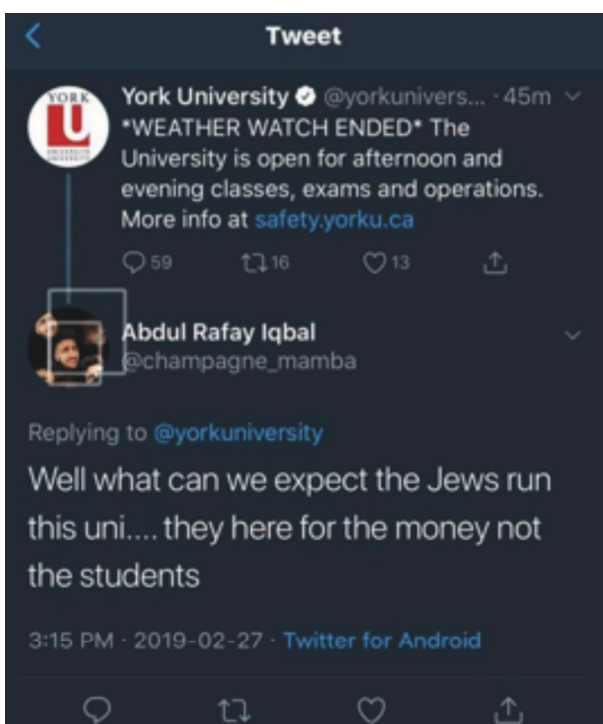 Tweet
YORK
U
York University @yorkunivers... · 45m
*WEATHER WATCH ENDED* The
University is open for afternoon and
evening classes, exams and operations.
More info at safety.yorku.ca
59 16 13
Abdul Rafay Iqbal
@champagne_mamba
Replying to @yorkuniversity
Well what can we expect the Jews run
this uni.... they here for the money not
the students
3:15 PM · 2019-02-27 · Twitter for Android